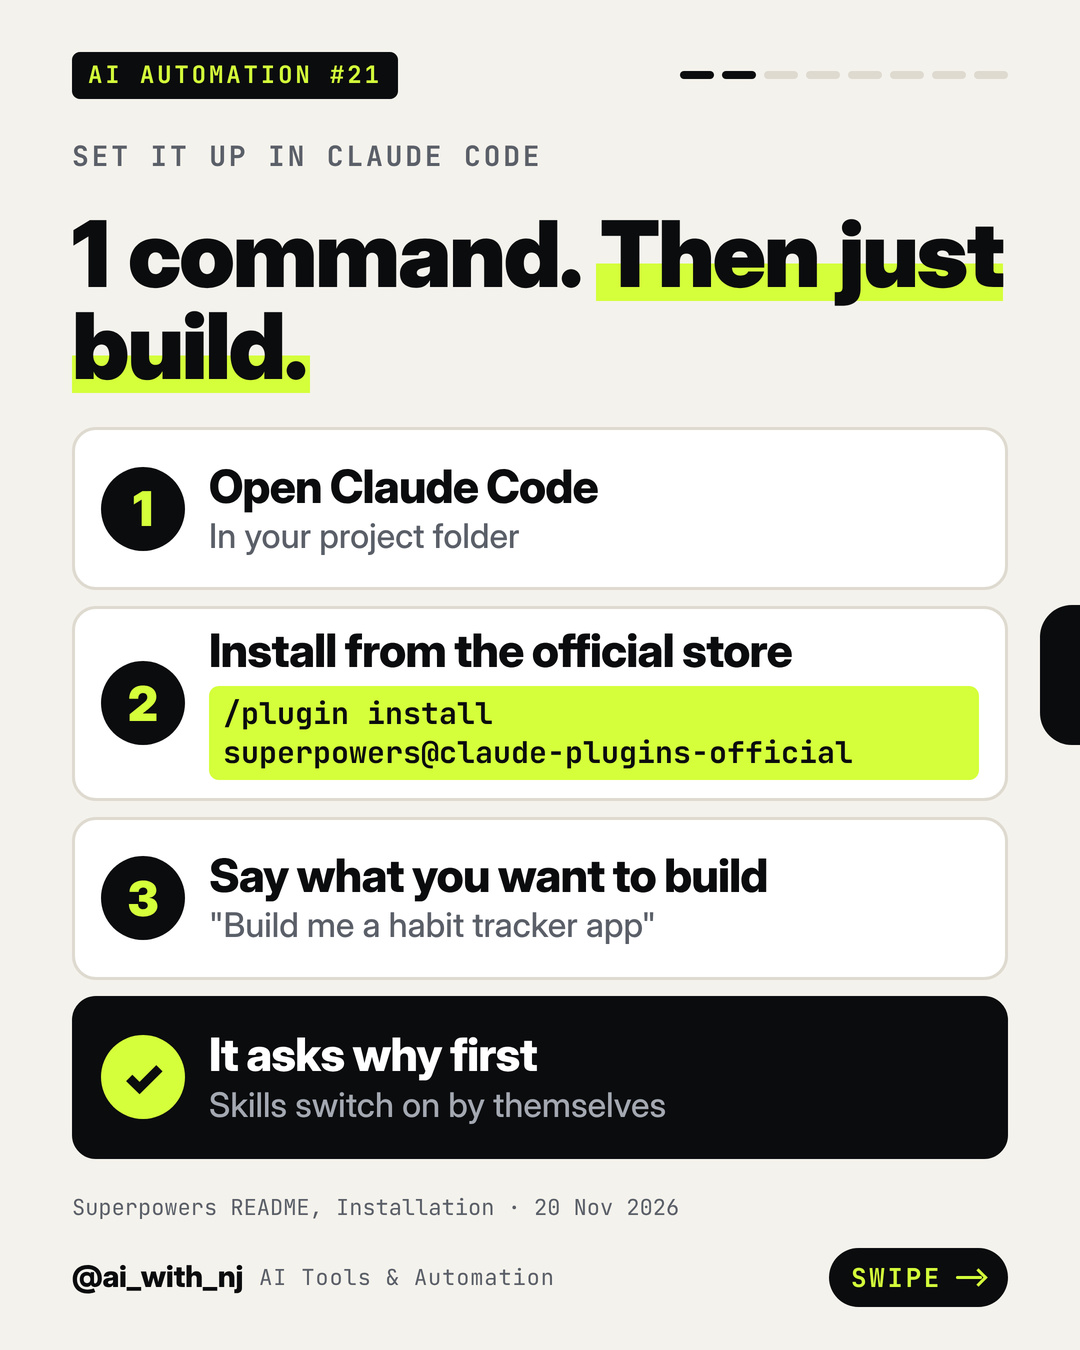 AI AUTOMATION #21
SET IT UP IN CLAUDE CODE
1 command. Then just
build.
1
Open Claude Code
In your project folder
2
Install from the official store
/plugin install
superpowers@claude-plugins-official
3
Say what you want to build
"Build me a habit tracker app"
It asks why first
Skills switch on by themselves
Superpowers README, Installation · 20 Nov 2026
@ai_with_nj AI Tools & Automation
SWIPE →